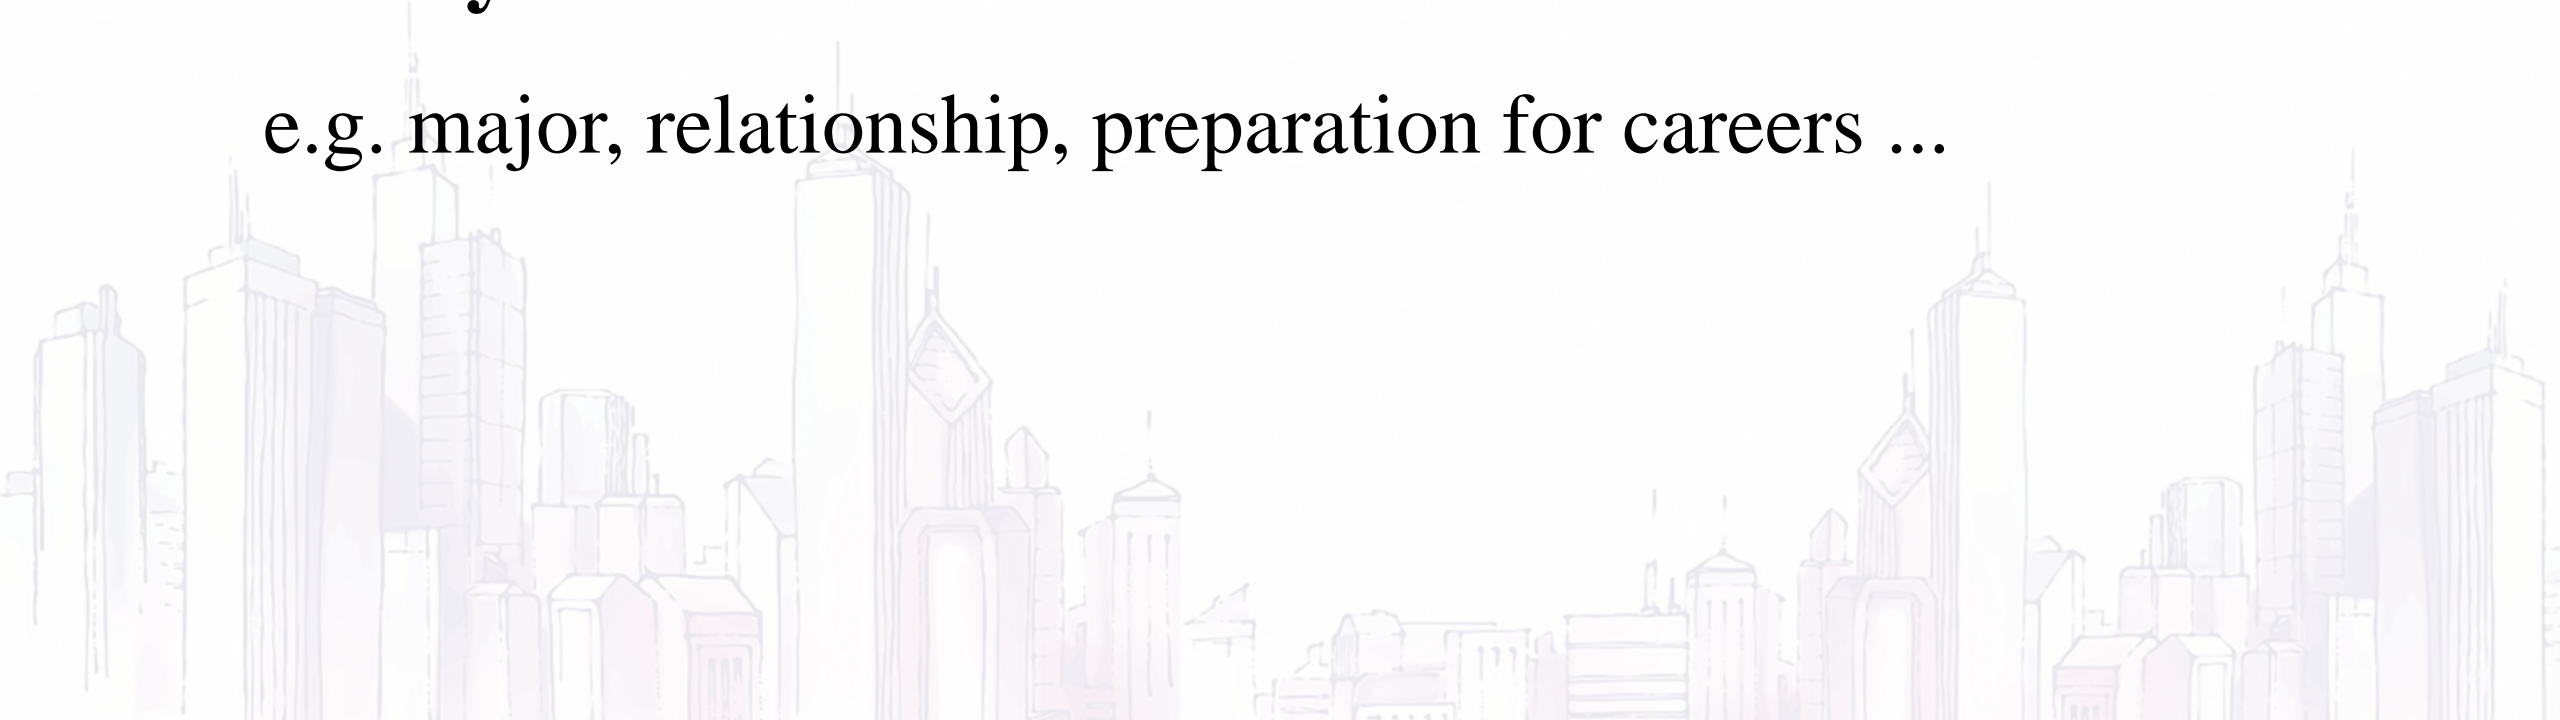 e.g. major, relationship, preparation for careers ...